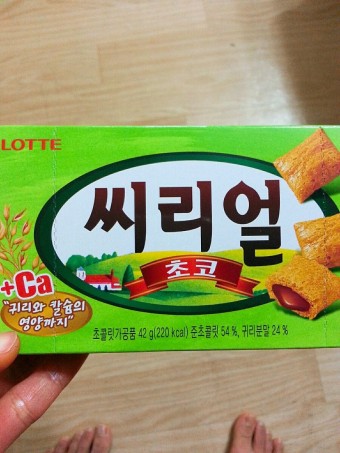 LOTTE
씨리얼
초코
+Ca
"귀리와 칼슘의
영양까지"
초콜릿가공품 42 g(220 kcal) 준초콜릿 54 %, 귀리분말 24 %